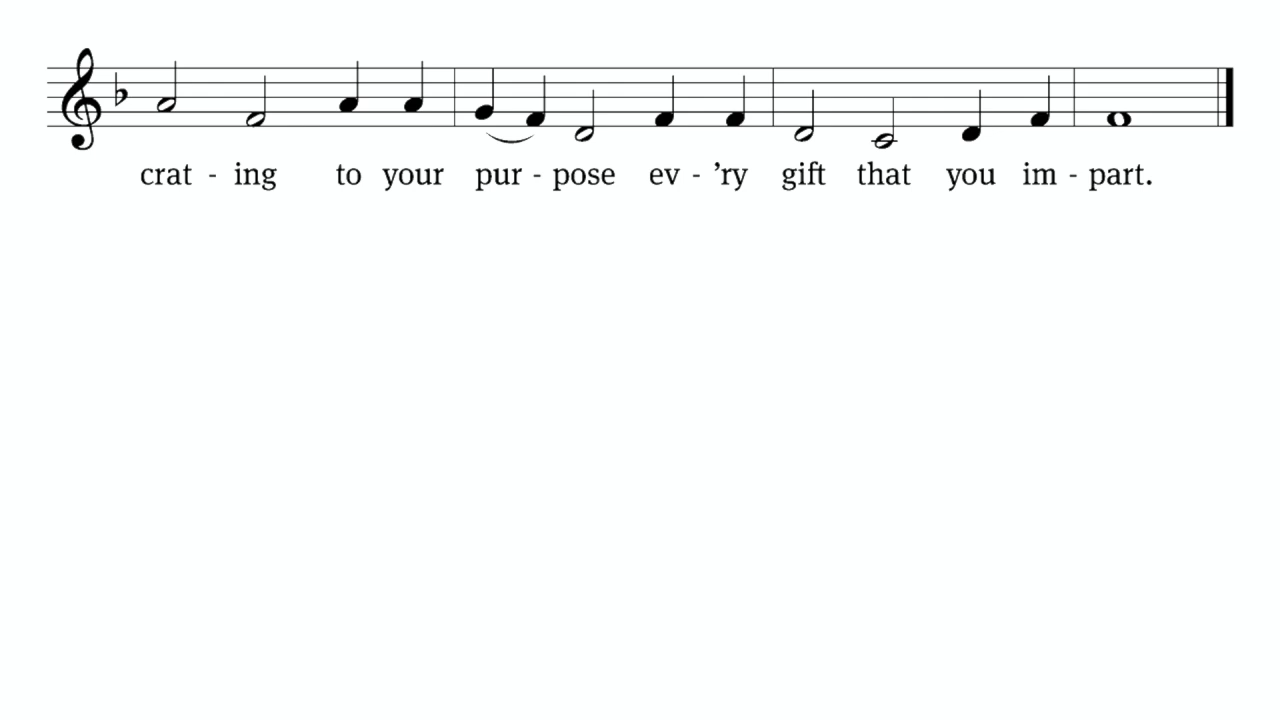 crat - ing to your pur - pose ev - ’ry gift that you im - part.